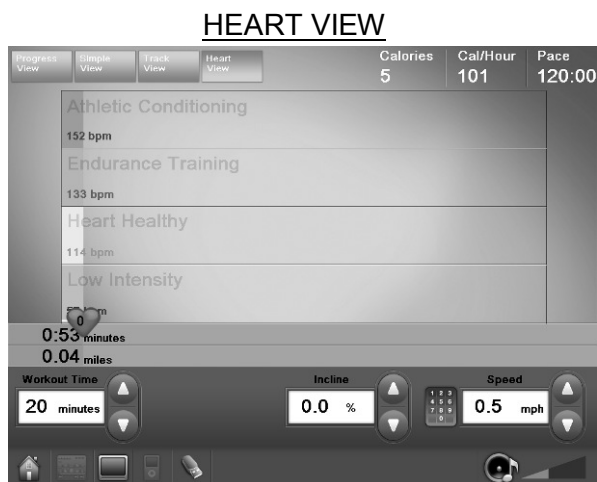 HEART VIEW
Progress View
Simple View
Track View
Heart View
Calories
5
Cal/Hour
101
Pace
120:00
Athletic Conditioning
152 bpm
Endurance Training
133 bpm
Heart Healthy
114 bpm
Low Intensity
0
0:53 minutes
0.04 miles
Workout Time
20 minutes
Incline
0.0 %
Speed
0.5 mph
1 2 3
4 5 6
7 8 9
0